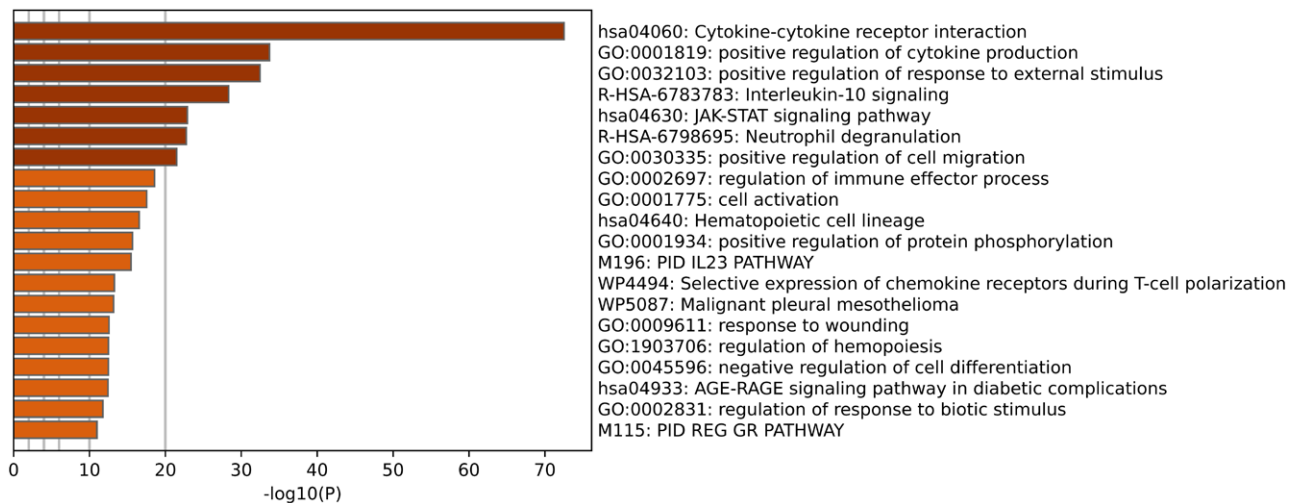 hsa04060: Cytokine-cytokine receptor interaction
GO:0001819: positive regulation of cytokine production
GO:0032103: positive regulation of response to external stimulus
R-HSA-6783783: Interleukin-10 signaling
hsa04630: JAK-STAT signaling pathway
R-HSA-6798695: Neutrophil degranulation
GO:0030335: positive regulation of cell migration
GO:0002697: regulation of immune effector process
GO:0001775: cell activation
hsa04640: Hematopoietic cell lineage
GO:0001934: positive regulation of protein phosphorylation
M196: PID IL23 PATHWAY
WP4494: Selective expression of chemokine receptors during T-cell polarization
WP5087: Malignant pleural mesothelioma
GO:0009611: response to wounding
GO:1903706: regulation of hemopoiesis
GO:0045596: negative regulation of cell differentiation
hsa04933: AGE-RAGE signaling pathway in diabetic complications
GO:0002831: regulation of response to biotic stimulus
M115: PID REG GR PATHWAY
0 10 20 30 40 50 60 70
-log10(P)